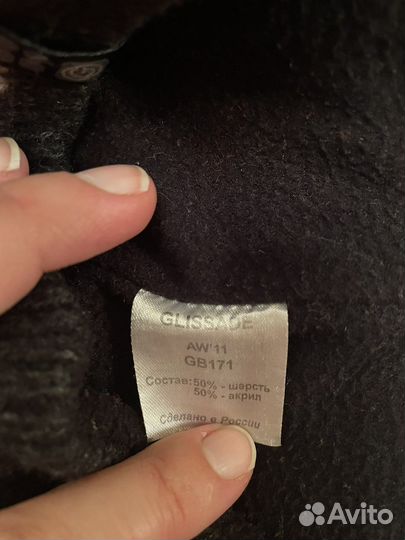 GLISSADE
AW'11
GB171
Состав: 50% - шерсть
50% - акрил
Сделано в России
Avito